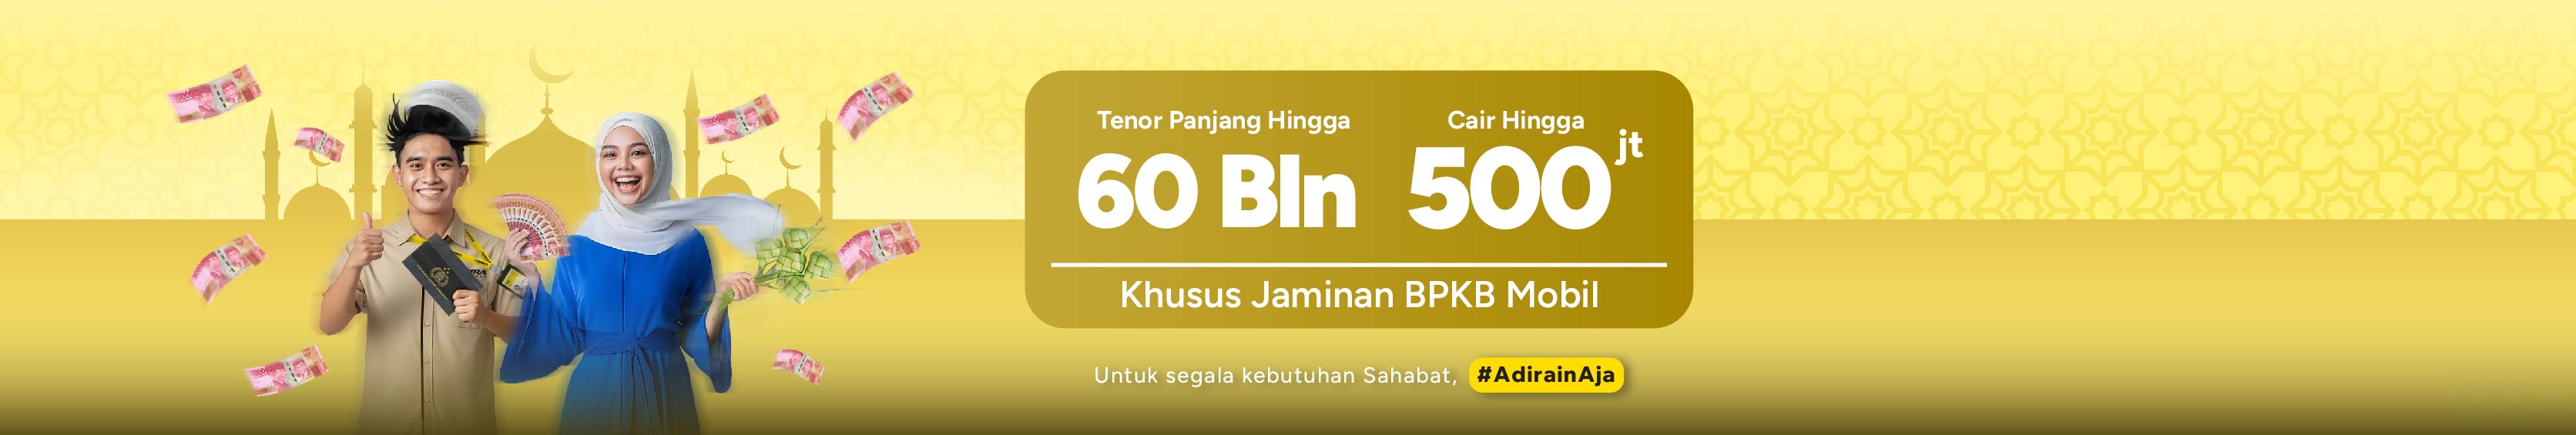 Tenor Panjang Hingga
60 Bln
Cair Hingga
500 jt
Khusus Jaminan BPKB Mobil
Untuk segala kebutuhan Sahabat, #AdirainAja